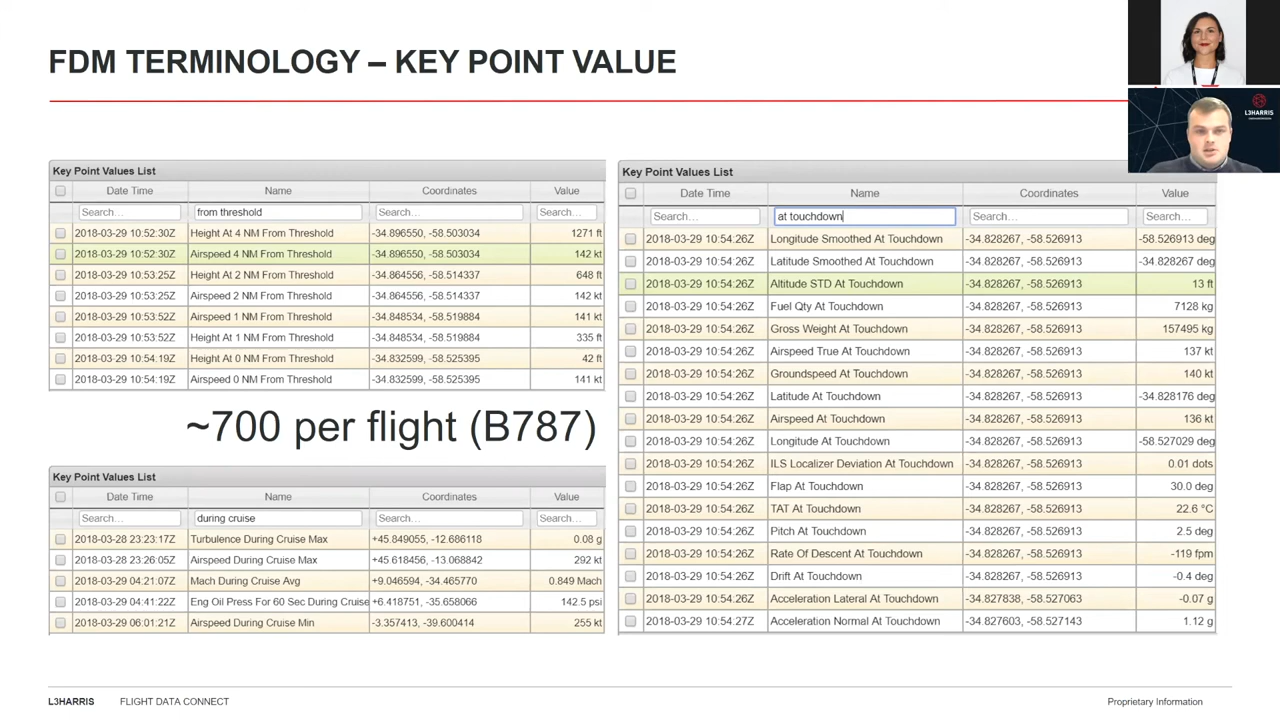 FDM TERMINOLOGY – KEY POINT VALUE
L3HARRIS
Key Point Values List
Date Time Name Coordinates Value
Search... from threshold Search... Search...
2018-03-29 10:52:30Z Height At 4 NM From Threshold -34.896550, -58.503034 1271 ft
2018-03-29 10:52:30Z Airspeed 4 NM From Threshold -34.896550, -58.503034 142 kt
2018-03-29 10:53:25Z Height At 2 NM From Threshold -34.864556, -58.514337 648 ft
2018-03-29 10:53:25Z Airspeed 2 NM From Threshold -34.864556, -58.514337 142 kt
2018-03-29 10:53:52Z Airspeed 1 NM From Threshold -34.848534, -58.519884 141 kt
2018-03-29 10:53:52Z Height At 1 NM From Threshold -34.848534, -58.519884 335 ft
2018-03-29 10:54:19Z Height At 0 NM From Threshold -34.832599, -58.525395 42 ft
2018-03-29 10:54:19Z Airspeed 0 NM From Threshold -34.832599, -58.525395 141 kt
~700 per flight (B787)
Key Point Values List
Date Time Name Coordinates Value
Search... during cruise Search... Search...
2018-03-28 23:23:17Z Turbulence During Cruise Max +45.849055, -12.686118 0.08 g
2018-03-28 23:26:05Z Airspeed During Cruise Max +45.618456, -13.068842 292 kt
2018-03-29 04:21:07Z Mach During Cruise Avg +9.046594, -34.465770 0.849 Mach
2018-03-29 04:41:22Z Eng Oil Press For 60 Sec During Cruise +6.418751, -35.658066 142.5 psi
2018-03-29 06:01:21Z Airspeed During Cruise Min -3.357413, -39.600414 255 kt
Key Point Values List
Date Time Name Coordinates Value
Search... at touchdown Search... Search...
2018-03-29 10:54:26Z Longitude Smoothed At Touchdown -34.828267, -58.526913 -58.526913 deg
2018-03-29 10:54:26Z Latitude Smoothed At Touchdown -34.828267, -58.526913 -34.828267 deg
2018-03-29 10:54:26Z Altitude STD At Touchdown -34.828267, -58.526913 13 ft
2018-03-29 10:54:26Z Fuel Qty At Touchdown -34.828267, -58.526913 7128 kg
2018-03-29 10:54:26Z Gross Weight At Touchdown -34.828267, -58.526913 157495 kg
2018-03-29 10:54:26Z Airspeed True At Touchdown -34.828267, -58.526913 137 kt
2018-03-29 10:54:26Z Groundspeed At Touchdown -34.828267, -58.526913 140 kt
2018-03-29 10:54:26Z Latitude At Touchdown -34.828267, -58.526913 -34.828176 deg
2018-03-29 10:54:26Z Airspeed At Touchdown -34.828267, -58.526913 136 kt
2018-03-29 10:54:26Z Longitude At Touchdown -34.828267, -58.526913 -58.527029 deg
2018-03-29 10:54:26Z ILS Localizer Deviation At Touchdown -34.828267, -58.526913 0.01 dots
2018-03-29 10:54:26Z Flap At Touchdown -34.828267, -58.526913 30.0 deg
2018-03-29 10:54:26Z TAT At Touchdown -34.828267, -58.526913 22.6 °C
2018-03-29 10:54:26Z Pitch At Touchdown -34.828267, -58.526913 2.5 deg
2018-03-29 10:54:26Z Rate Of Descent At Touchdown -34.828267, -58.526913 -119 fpm
2018-03-29 10:54:26Z Drift At Touchdown -34.828267, -58.526913 -0.4 deg
2018-03-29 10:54:26Z Acceleration Lateral At Touchdown -34.827838, -58.527063 -0.07 g
2018-03-29 10:54:27Z Acceleration Normal At Touchdown -34.827603, -58.527143 1.12 g
L3HARRIS FLIGHT DATA CONNECT Proprietary Information